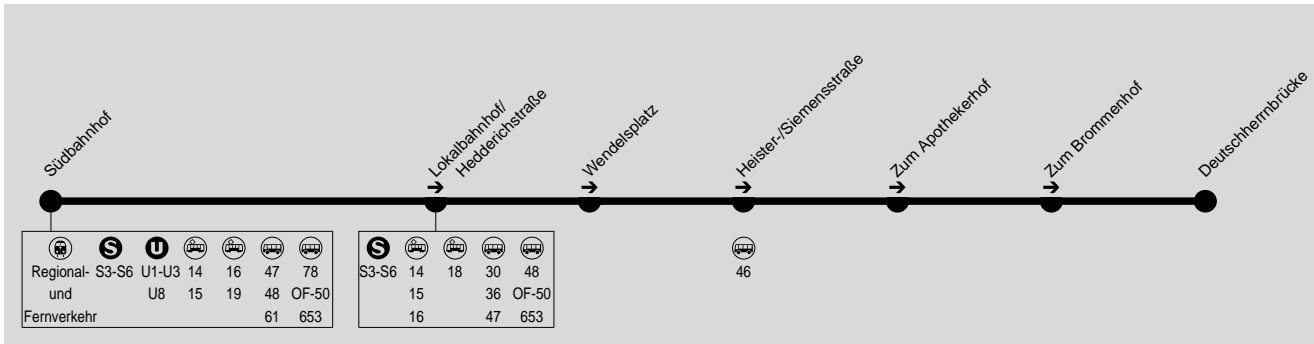 Südbahnhof
Lokalbahnhof/
Hedderichstraße
Wendelsplatz
Heister-/Siemensstraße
Zum Apothekerhof
Zum Brommenhof
Deutschherrnbrücke
S U
Regional- S3-S6 U1-U3 14 16 47 78
und U8 15 19 48 OF-50
Fernverkehr 61 653
S
S3-S6 14 18 30 48
15 36 OF-50
16 47 653
46